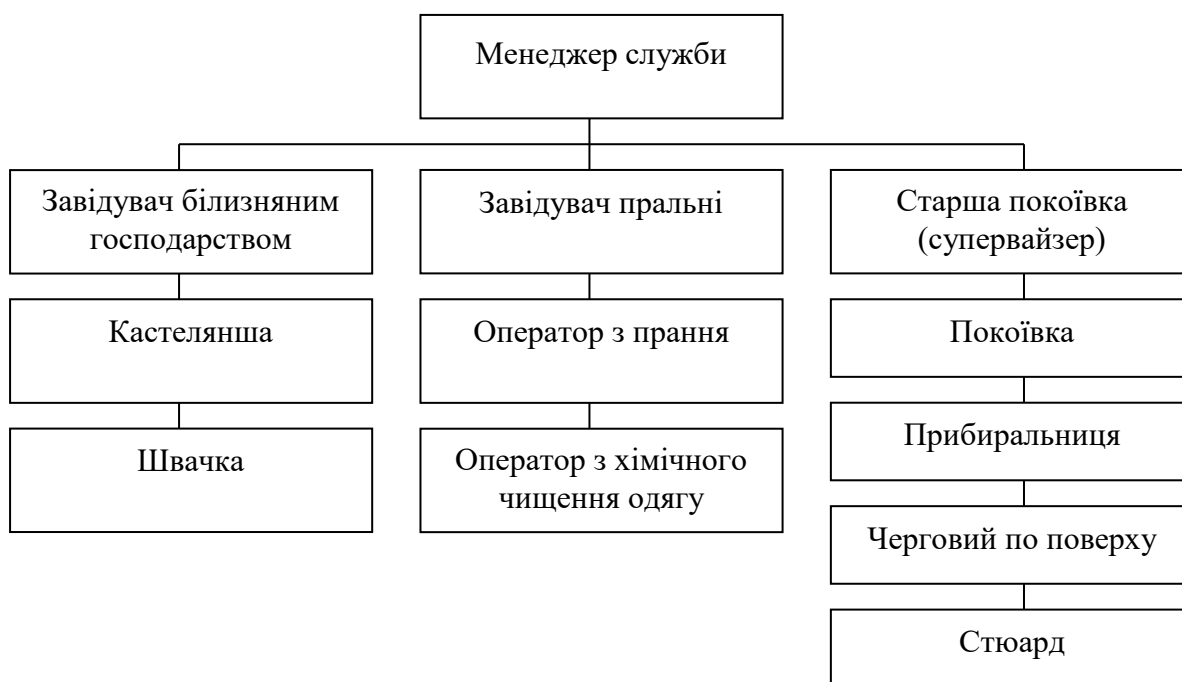 Менеджер служби
Завідувач білизняним
господарством
Кастелянша
Швачка
Завідувач пральні
Оператор з прання
Оператор з хімічного
чищення одягу
Старша покоївка
(супервайзер)
Покоївка
Прибиральниця
Черговий по поверху
Стюард